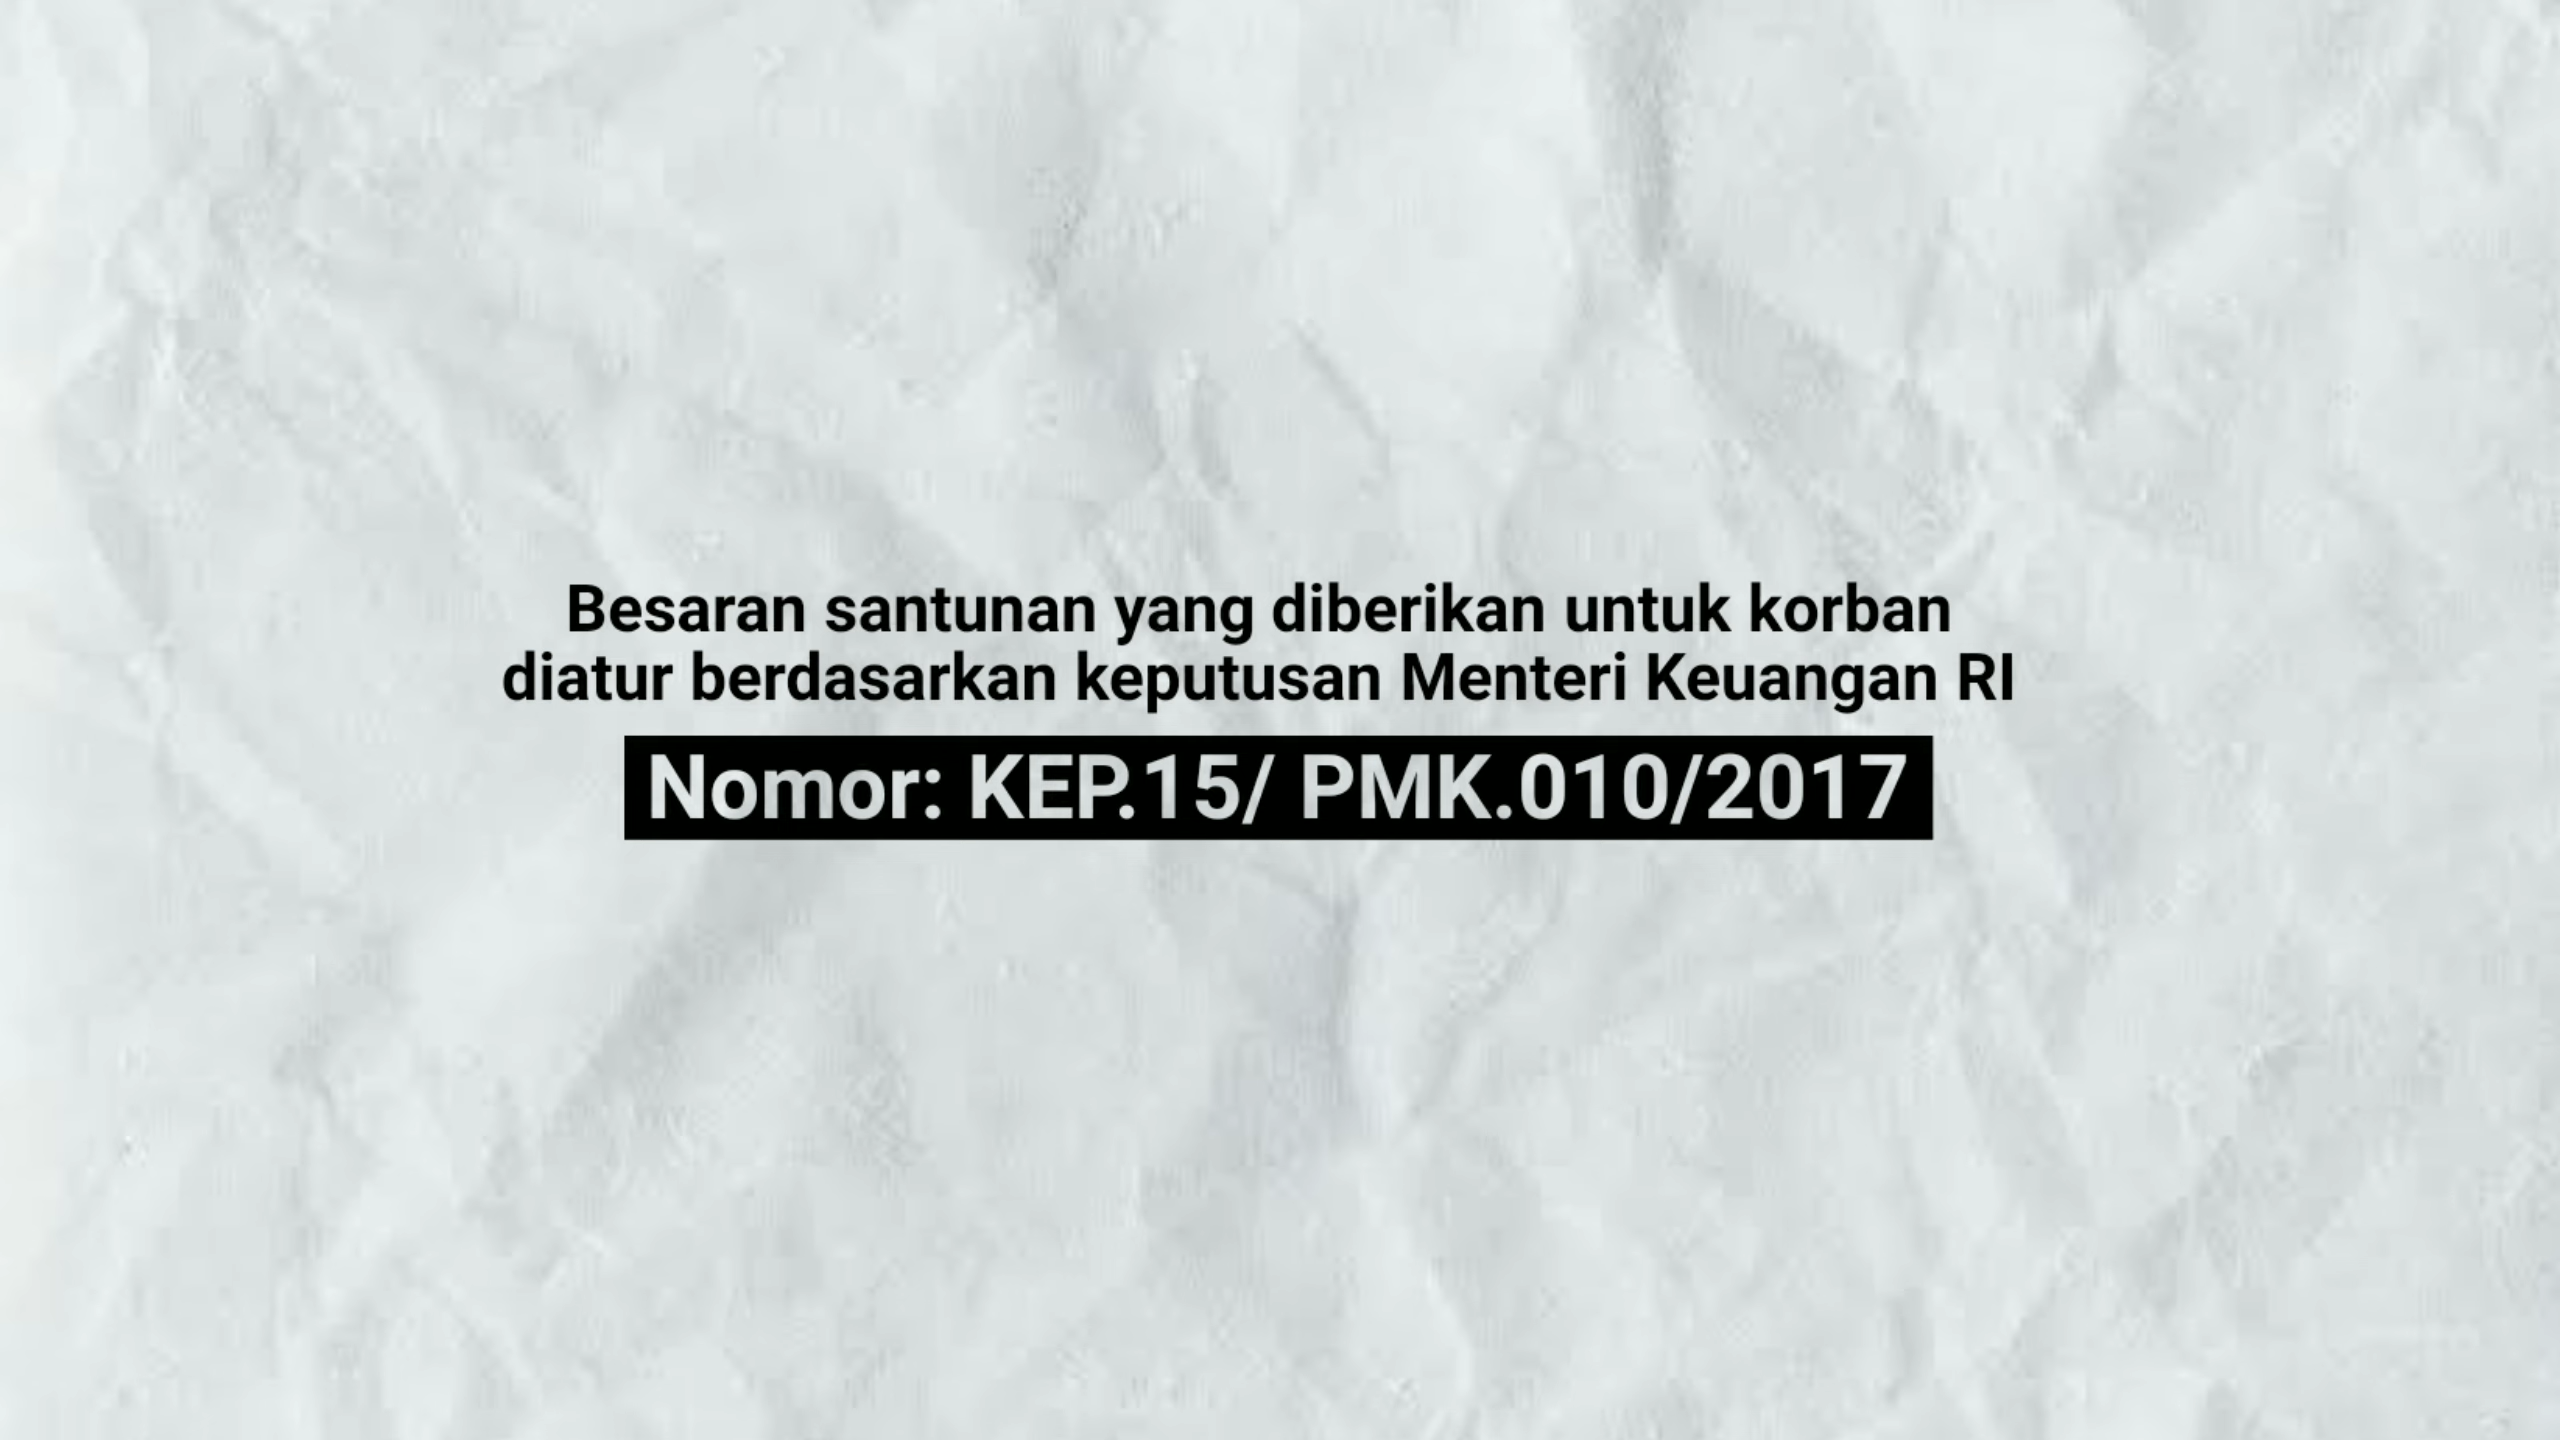 Besaran santunan yang diberikan untuk korban
diatur berdasarkan keputusan Menteri Keuangan RI
Nomor: KEP.15/ PMK.010/2017